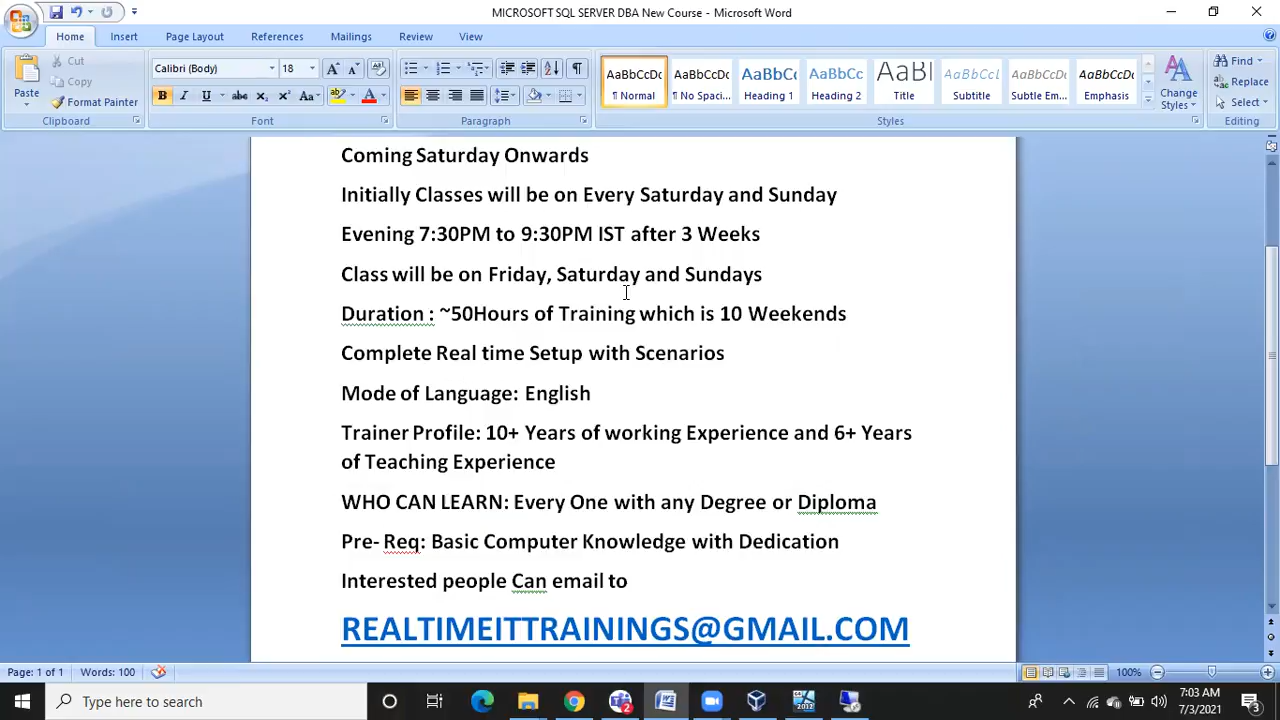 MICROSOFT SQL SERVER DBA New Course - Microsoft Word
Home Insert Page Layout References Mailings Review View
Paste
Cut
Copy
Format Painter
Clipboard
Calibri (Body) 18
Font
Paragraph
AaBbCcDc AaBbCcDc AaBbC AaBbCc AaBl AaBbCcL AaBbCcDc AaBbCcDc
¶ Normal ¶ No Spaci... Heading 1 Heading 2 Title Subtitle Subtle Em... Emphasis
Styles
Change Styles
Find
Replace
Select
Editing
Coming Saturday Onwards
Initially Classes will be on Every Saturday and Sunday
Evening 7:30PM to 9:30PM IST after 3 Weeks
Class will be on Friday, Saturday and Sundays
Duration : ~50Hours of Training which is 10 Weekends
Complete Real time Setup with Scenarios
Mode of Language: English
Trainer Profile: 10+ Years of working Experience and 6+ Years
of Teaching Experience
WHO CAN LEARN: Every One with any Degree or Diploma
Pre- Req: Basic Computer Knowledge with Dedication
Interested people Can email to
REALTIMEITTRAININGS@GMAIL.COM
Page: 1 of 1 Words: 100 100%
Type here to search
7:03 AM
7/3/2021